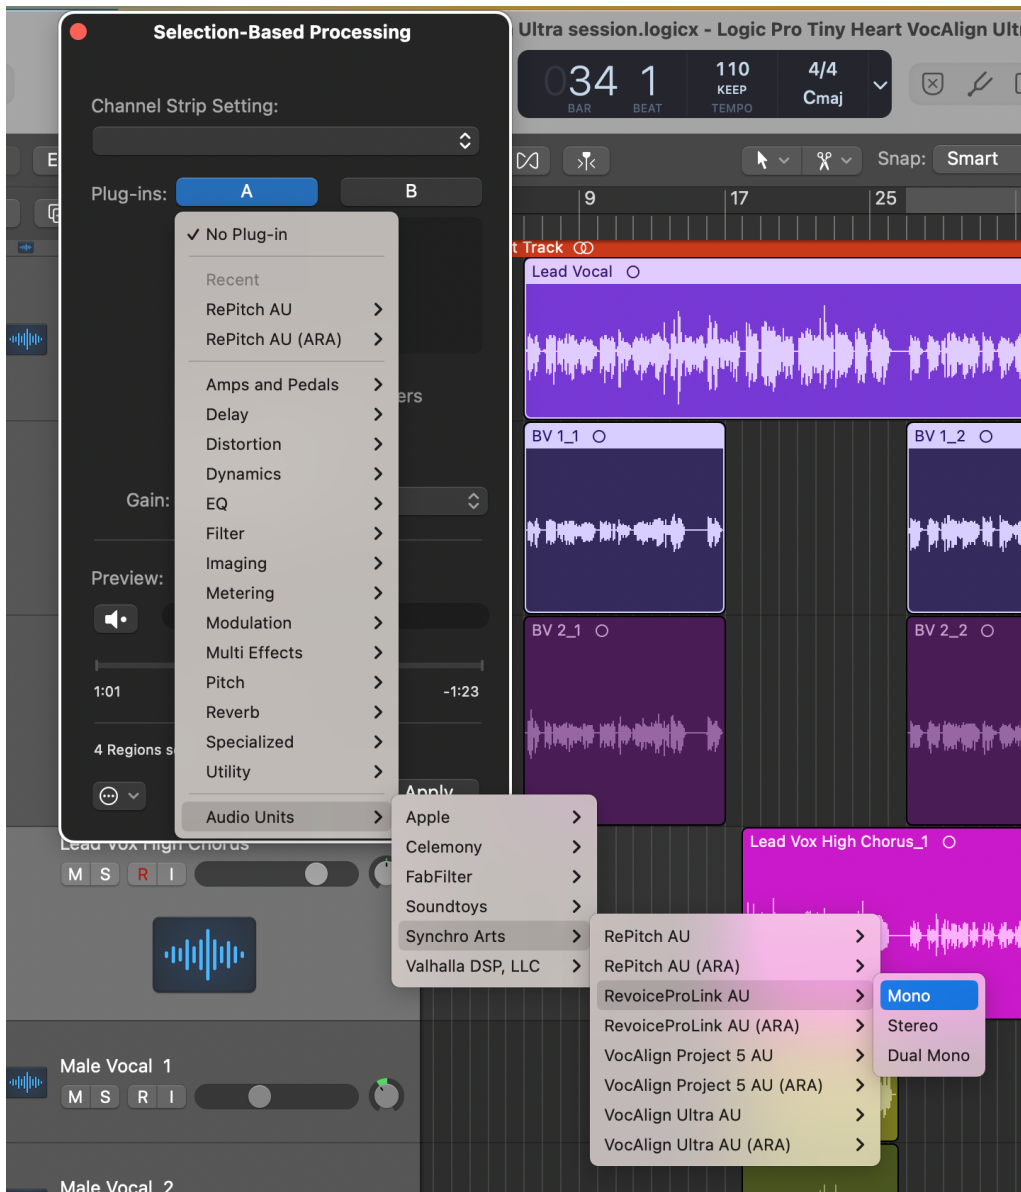 Selection-Based Processing
Ultra session.logicx - Logic Pro Tiny Heart VocAlign Ult
034 1
BAR BEAT
110
KEEP
TEMPO
4/4
Cmaj
Channel Strip Setting:
E
Snap: Smart
Plug-ins: A B
9 17 25
No Plug-in
Recent
RePitch AU
RePitch AU (ARA)
Amps and Pedals
Delay
Distortion
Dynamics
EQ
Filter
Imaging
Metering
Modulation
Multi Effects
Pitch
Reverb
Specialized
Utility
Audio Units
ers
Gain:
Preview:
1:01 -1:23
4 Regions s
Apply
t Track
Lead Vocal
BV 1_1
BV 1_2
BV 2_1
BV 2_2
Lead Vox High Chorus_1
Apple
Celemony
FabFilter
Soundtoys
Synchro Arts
Valhalla DSP, LLC
RePitch AU
RePitch AU (ARA)
RevoiceProLink AU
RevoiceProLink AU (ARA)
VocAlign Project 5 AU
VocAlign Project 5 AU (ARA)
VocAlign Ultra AU
VocAlign Ultra AU (ARA)
Mono
Stereo
Dual Mono
Lead Vox High Chorus
M S R I
Male Vocal 1
M S R I
Male Vocal 2